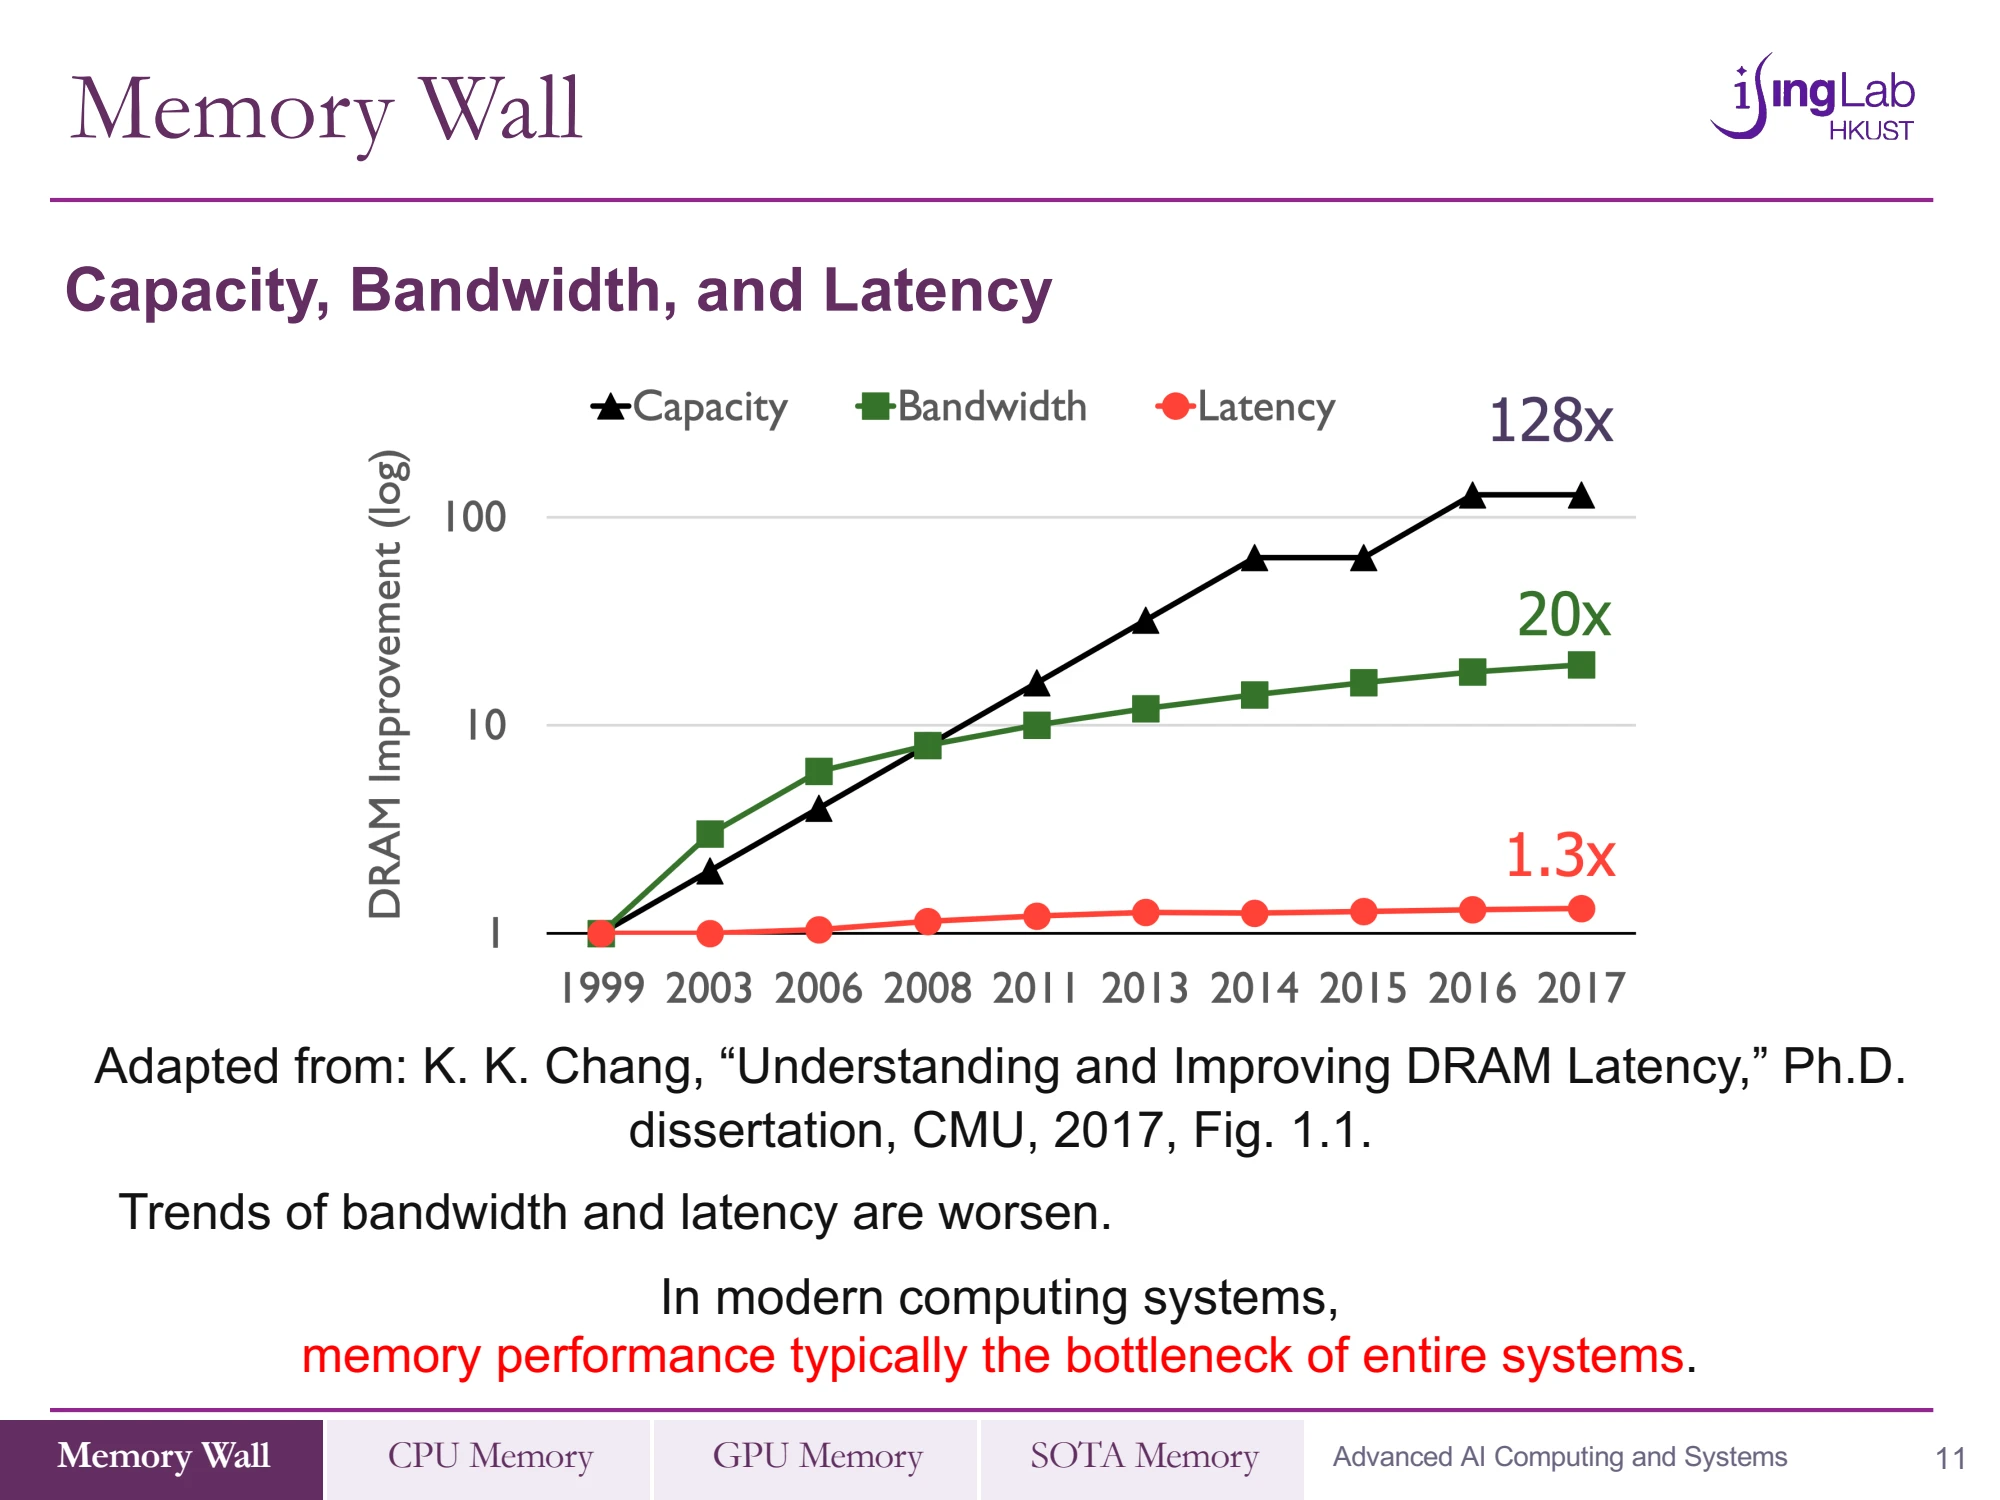 Memory Wall
isingLab
HKUST
Capacity, Bandwidth, and Latency
Capacity Bandwidth Latency
128x
DRAM Improvement (log)
100
20x
10
1.3x
1
1999 2003 2006 2008 2011 2013 2014 2015 2016 2017
Adapted from: K. K. Chang, “Understanding and Improving DRAM Latency,” Ph.D.
dissertation, CMU, 2017, Fig. 1.1.
Trends of bandwidth and latency are worsen.
In modern computing systems,
memory performance typically the bottleneck of entire systems.
Memory Wall CPU Memory GPU Memory SOTA Memory Advanced AI Computing and Systems 11